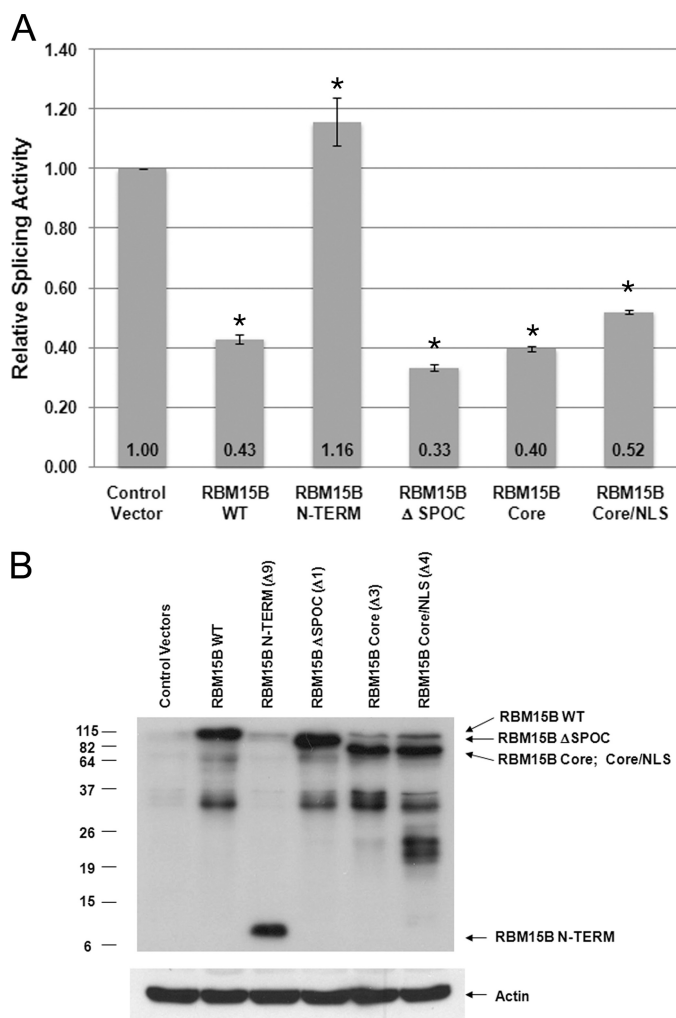 A
Relative Splicing Activity
1.40
1.20
1.00
0.80
0.60
0.40
0.20
0.00
*
*
*
*
*
1.00
0.43
1.16
0.33
0.40
0.52
Control
Vector
RBM15B
WT
RBM15B
N-TERM
RBM15B
Δ SPOC
RBM15B
Core
RBM15B
Core/NLS
B
Control Vectors
RBM15B WT
RBM15B N-TERM (Δ9)
RBM15B ΔSPOC (Δ1)
RBM15B Core (Δ3)
RBM15B Core/NLS (Δ4)
115
82
64
37
26
19
15
6
RBM15B WT
RBM15B ΔSPOC
RBM15B Core; Core/NLS
RBM15B N-TERM
Actin